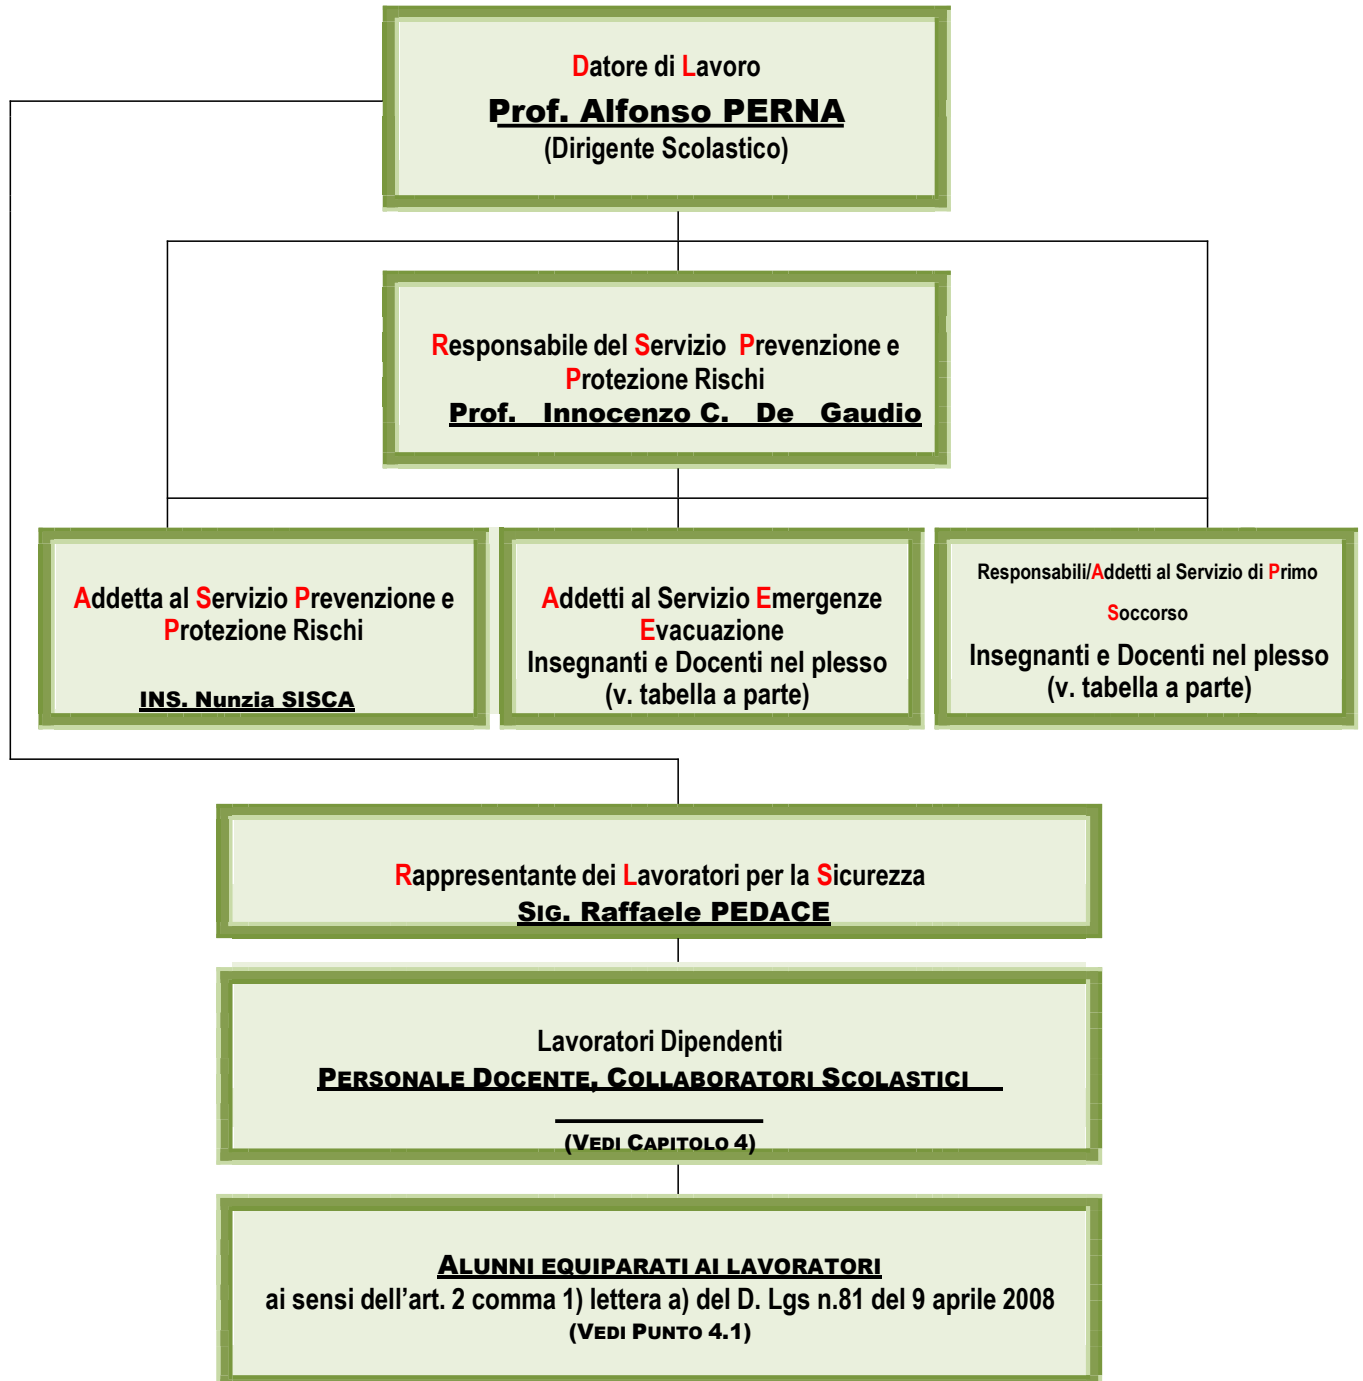 Datore di Lavoro
Prof. Alfonso PERNA
(Dirigente Scolastico)
Responsabile del Servizio Prevenzione e
Protezione Rischi
Prof. Innocenzo C. De Gaudio
Addetta al Servizio Prevenzione e
Protezione Rischi
INS. Nunzia SISCA
Addetti al Servizio Emergenze
Evacuazione
Insegnanti e Docenti nel plesso
(v. tabella a parte)
Responsabili/Addetti al Servizio di Primo
Soccorso
Insegnanti e Docenti nel plesso
(v. tabella a parte)
Rappresentante dei Lavoratori per la Sicurezza
SIG. Raffaele PEDACE
Lavoratori Dipendenti
PERSONALE DOCENTE, COLLABORATORI SCOLASTICI
(VEDI CAPITOLO 4)
ALUNNI EQUIPARATI AI LAVORATORI
ai sensi dell'art. 2 comma 1) lettera a) del D. Lgs n.81 del 9 aprile 2008
(VEDI PUNTO 4.1)